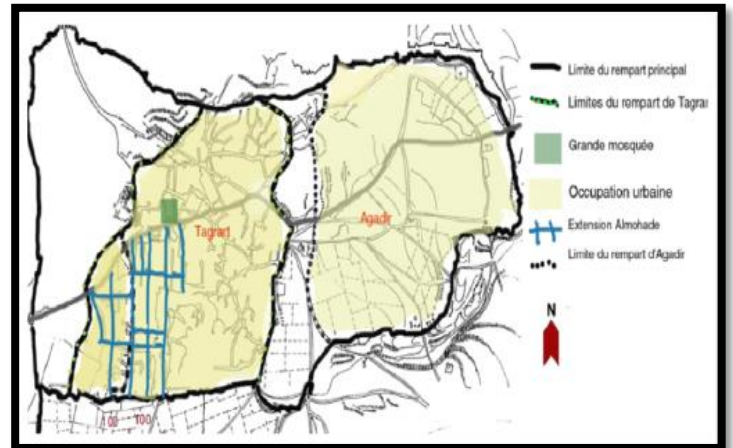 Limite du rempart principal
Limites du rempart de Tagrar
Grande mosquée
Occupation urbaine
Extension Almohade
Limite du rempart d'Agadir
N
Tagrart
Agadir
100